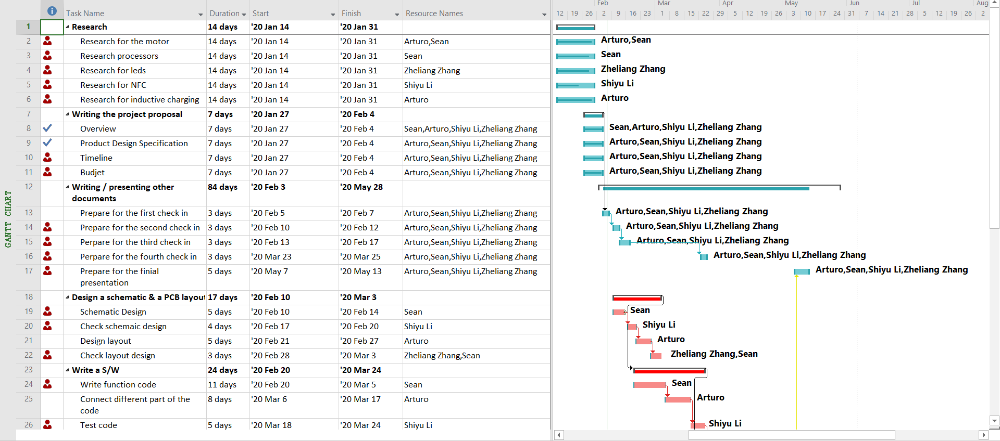 GANTT CHART
i Task Name Duration Start Finish Resource Names
Feb Mar Apr May Jun Jul Aug
12 19 26 2 9 16 23 1 8 15 22 29 5 12 19 26 3 10 17 24 31 7 14 21 28 5 12 19 26 2
1 Research 14 days '20 Jan 14 '20 Jan 31
2 Research for the motor 14 days '20 Jan 14 '20 Jan 31 Arturo,Sean Arturo,Sean
3 Research processors 14 days '20 Jan 14 '20 Jan 31 Sean Sean
4 Research for leds 14 days '20 Jan 14 '20 Jan 31 Zheliang Zhang Zheliang Zhang
5 Research for NFC 14 days '20 Jan 14 '20 Jan 31 Shiyu Li Shiyu Li
6 Research for inductive charging 14 days '20 Jan 14 '20 Jan 31 Arturo Arturo
7 Writing the project proposal 7 days '20 Jan 27 '20 Feb 4
8 Overview 7 days '20 Jan 27 '20 Feb 4 Sean,Arturo,Shiyu Li,Zheliang Zhang Sean,Arturo,Shiyu Li,Zheliang Zhang
9 Product Design Specification 7 days '20 Jan 27 '20 Feb 4 Arturo,Sean,Shiyu Li,Zheliang Zhang Arturo,Sean,Shiyu Li,Zheliang Zhang
10 Timeline 7 days '20 Jan 27 '20 Feb 4 Arturo,Sean,Shiyu Li,Zheliang Zhang Arturo,Sean,Shiyu Li,Zheliang Zhang
11 Budjet 7 days '20 Jan 27 '20 Feb 4 Arturo,Sean,Shiyu Li,Zheliang Zhang Arturo,Sean,Shiyu Li,Zheliang Zhang
12 Writing / presenting other 84 days '20 Feb 3 '20 May 28
documents
13 Prepare for the first check in 3 days '20 Feb 5 '20 Feb 7 Arturo,Sean,Shiyu Li,Zheliang Zhang Arturo,Sean,Shiyu Li,Zheliang Zhang
14 Prepare for the second check in 3 days '20 Feb 10 '20 Feb 12 Arturo,Sean,Shiyu Li,Zheliang Zhang Arturo,Sean,Shiyu Li,Zheliang Zhang
15 Perpare for the third check in 3 days '20 Feb 13 '20 Feb 17 Arturo,Sean,Shiyu Li,Zheliang Zhang Arturo,Sean,Shiyu Li,Zheliang Zhang
16 Perpare for the fourth check in 3 days '20 Mar 23 '20 Mar 25 Arturo,Sean,Shiyu Li,Zheliang Zhang Arturo,Sean,Shiyu Li,Zheliang Zhang
17 Prepare for the finial 5 days '20 May 7 '20 May 13 Arturo,Sean,Shiyu Li,Zheliang Zhang Arturo,Sean,Shiyu Li,Zheliang Zhang
presentation
18 Design a schematic & a PCB layout 17 days '20 Feb 10 '20 Mar 3
19 Schematic Design 5 days '20 Feb 10 '20 Feb 14 Sean Sean
20 Check schemaic design 4 days '20 Feb 17 '20 Feb 20 Shiyu Li Shiyu Li
21 Design layout 5 days '20 Feb 21 '20 Feb 27 Arturo Arturo
22 Check layout design 3 days '20 Feb 28 '20 Mar 3 Zheliang Zhang,Sean Zheliang Zhang,Sean
23 Write a S/W 24 days '20 Feb 20 '20 Mar 24
24 Write function code 11 days '20 Feb 20 '20 Mar 5 Sean Sean
25 Connect different part of the 8 days '20 Mar 6 '20 Mar 17 Arturo Arturo
code
26 Test code 5 days '20 Mar 18 '20 Mar 24 Shiyu Li Shiyu Li